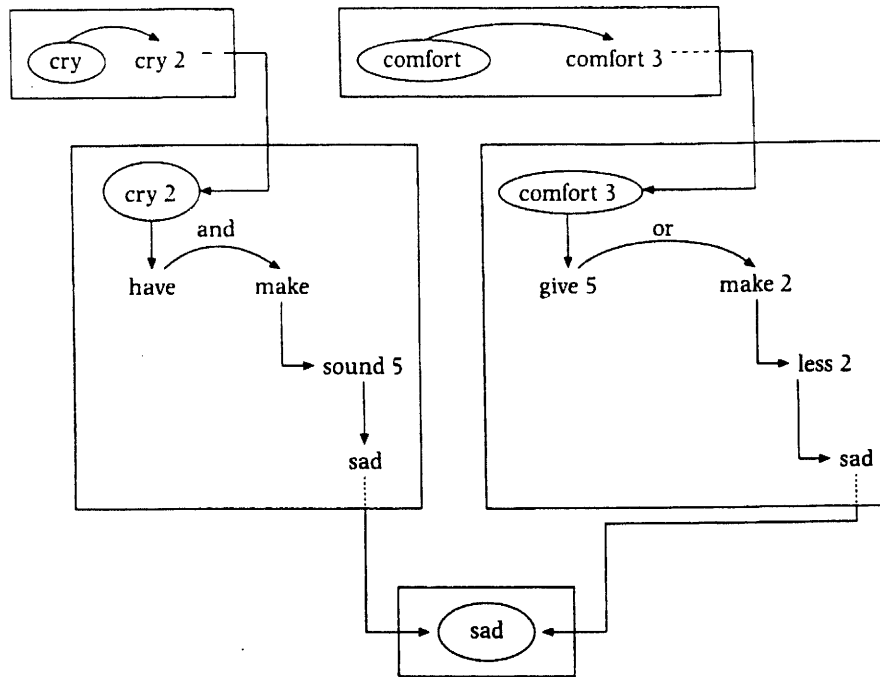 cry cry 2
comfort comfort 3
cry 2
and
have make
sound 5
sad
comfort 3
or
give 5 make 2
less 2
sad
sad